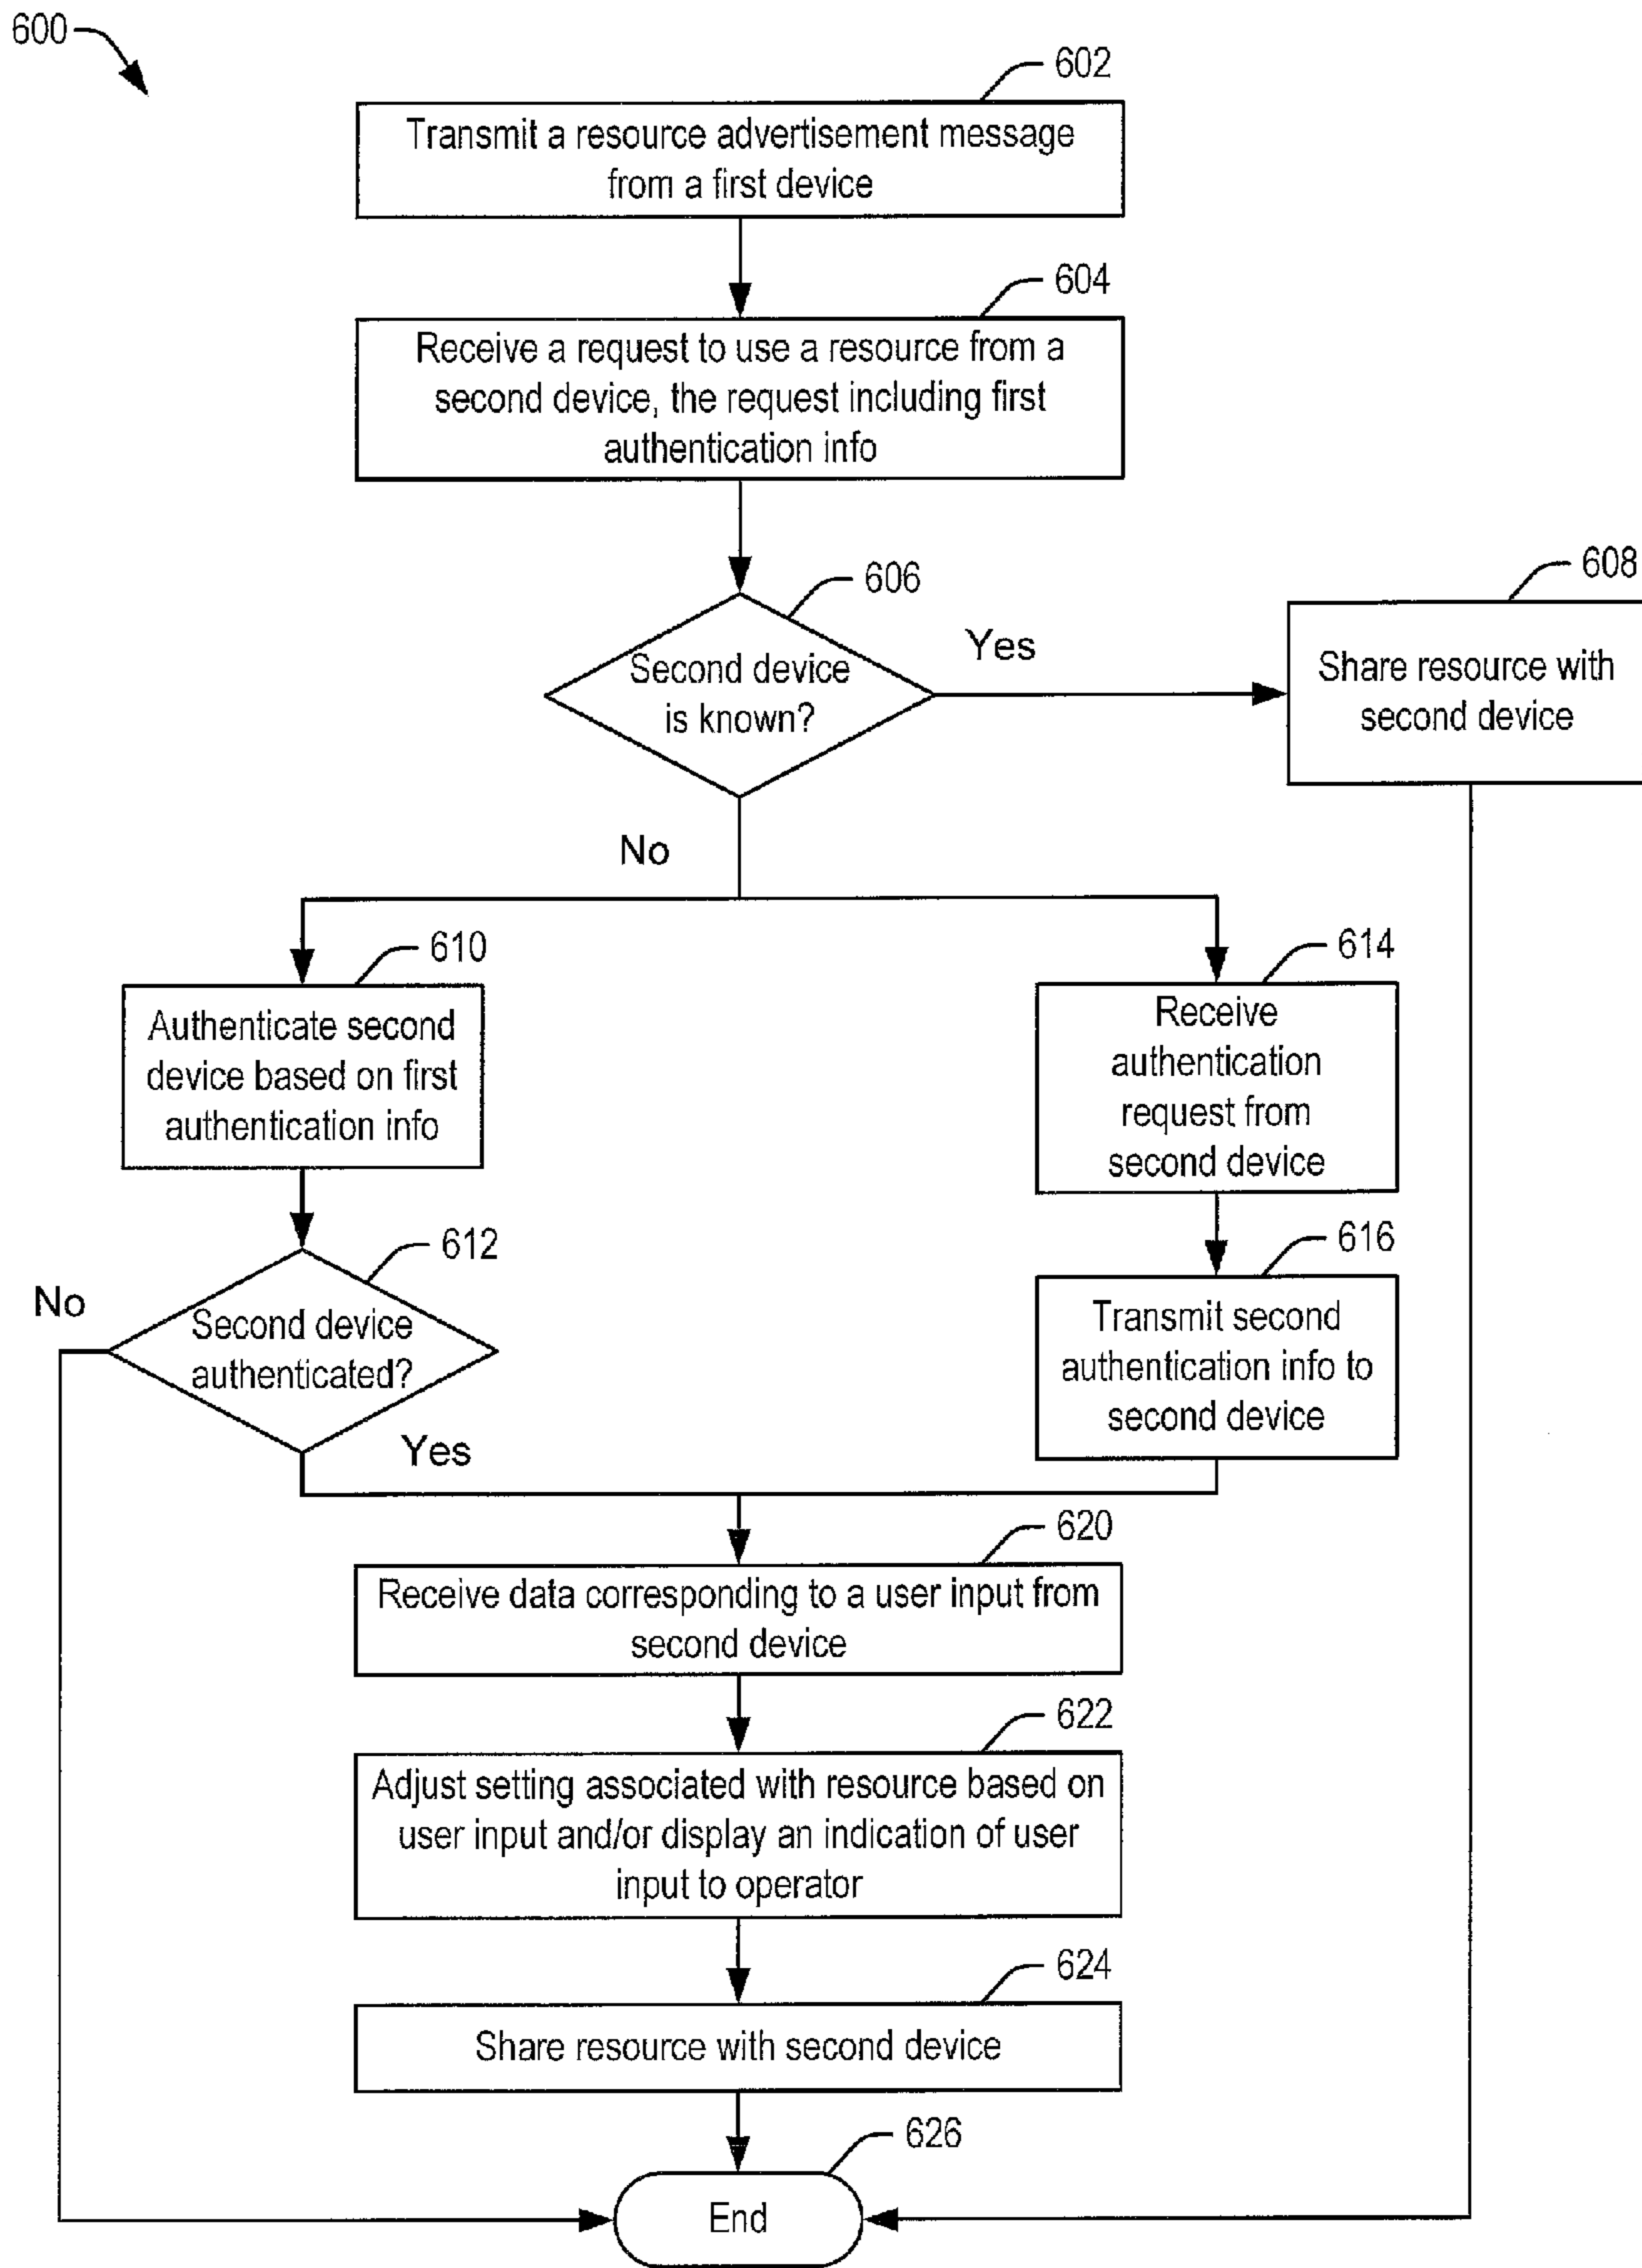 600
602
Transmit a resource advertisement message
from a first device
604
Receive a request to use a resource from a
second device, the request including first
authentication info
606
Second device
is known?
Yes
608
Share resource with
second device
No
610
Authenticate second
device based on first
authentication info
614
Receive
authentication
request from
second device
612
No
Second device
authenticated?
Yes
616
Transmit second
authentication info to
second device
620
Receive data corresponding to a user input from
second device
622
Adjust setting associated with resource based on
user input and/or display an indication of user
input to operator
624
Share resource with second device
626
End